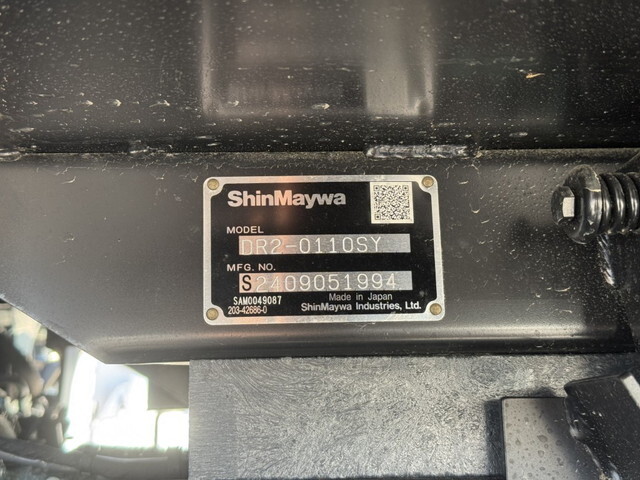 ShinMaywa
MODEL
DR2-0110SY
MFG. NO.
S2409051994
SAM0049087
203-42686-0
Made in Japan
ShinMaywa Industries, Ltd.